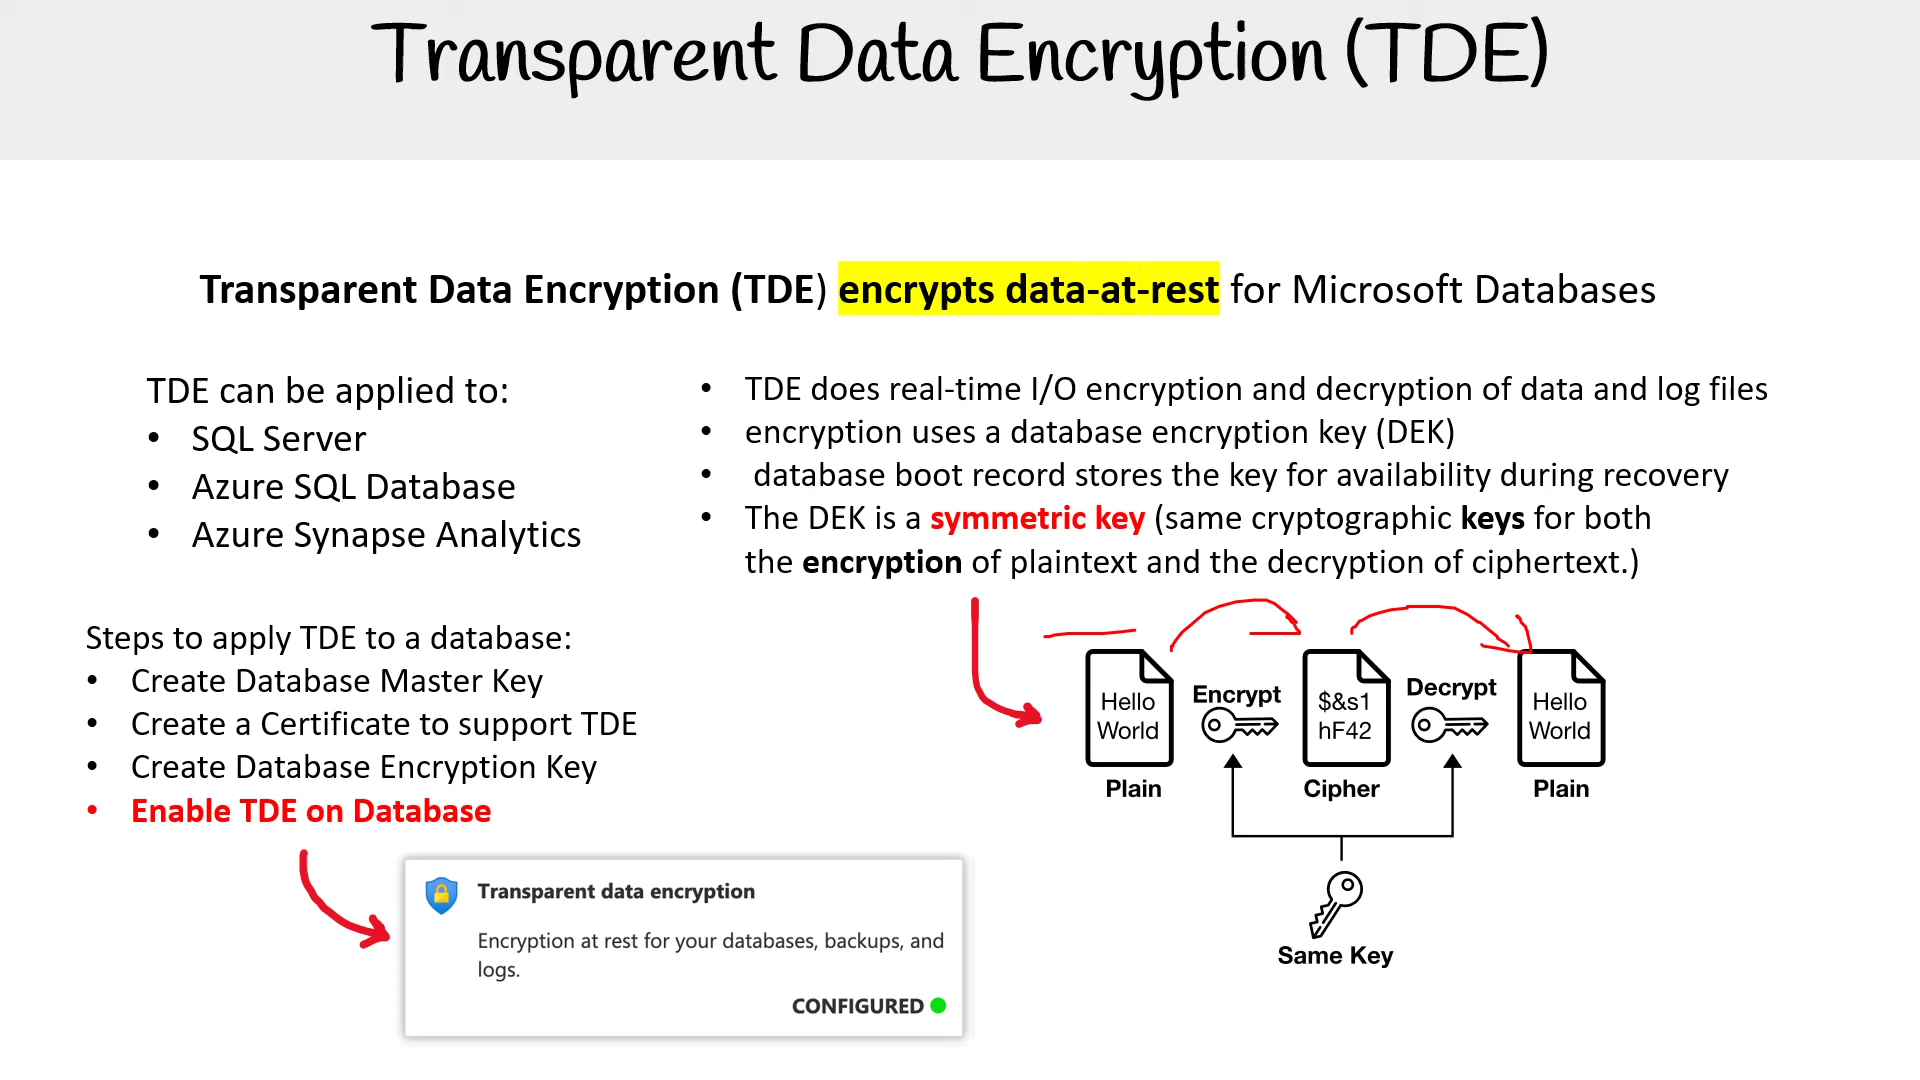 Transparent Data Encryption (TDE)
Transparent Data Encryption (TDE) encrypts data-at-rest for Microsoft Databases
TDE can be applied to:
• SQL Server
• Azure SQL Database
• Azure Synapse Analytics
• TDE does real-time I/O encryption and decryption of data and log files
• encryption uses a database encryption key (DEK)
• database boot record stores the key for availability during recovery
• The DEK is a symmetric key (same cryptographic keys for both
the encryption of plaintext and the decryption of ciphertext.)
Steps to apply TDE to a database:
• Create Database Master Key
• Create a Certificate to support TDE
• Create Database Encryption Key
• Enable TDE on Database
Transparent data encryption
Encryption at rest for your databases, backups, and
logs.
CONFIGURED
Hello
World
Plain
Encrypt
$&s1
hF42
Cipher
Decrypt
Hello
World
Plain
Same Key